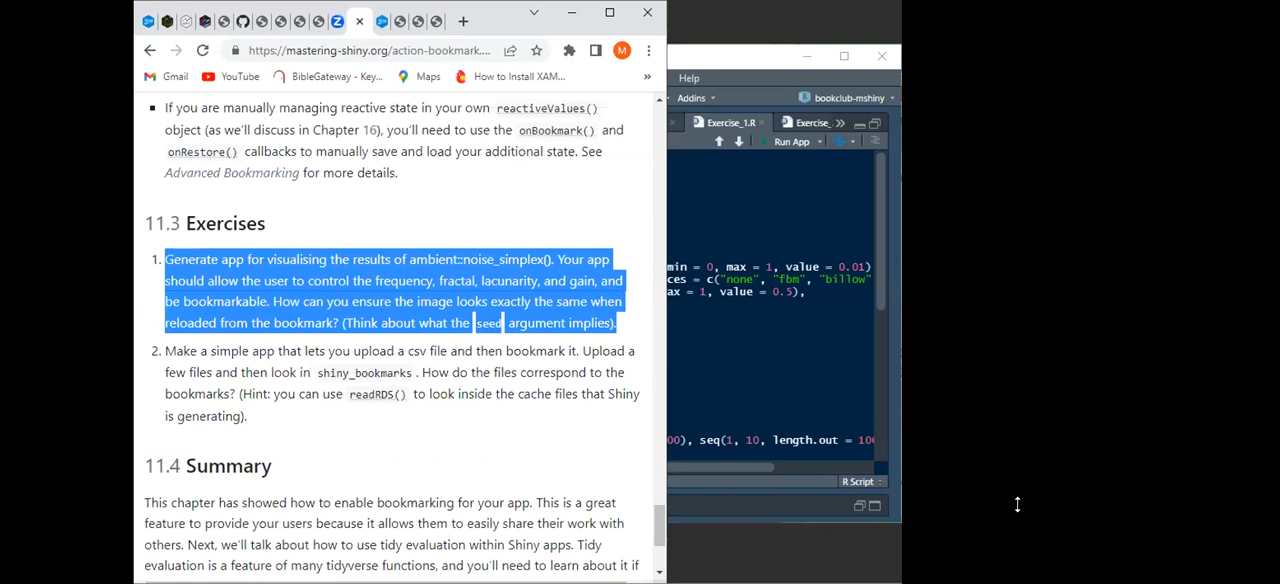 https://mastering-shiny.org/action-bookmark....
M
Gmail
YouTube
BibleGateway - Key...
Maps
How to Install XAM...
»
If you are manually managing reactive state in your own reactiveValues()
object (as we'll discuss in Chapter 16), you'll need to use the onBookmark() and
onRestore() callbacks to manually save and load your additional state. See
Advanced Bookmarking for more details.
11.3 Exercises
1. Generate app for visualising the results of ambient::noise_simplex(). Your app
should allow the user to control the frequency, fractal, lacunarity, and gain, and
be bookmarkable. How can you ensure the image looks exactly the same when
reloaded from the bookmark? (Think about what the seed argument implies).
2. Make a simple app that lets you upload a csv file and then bookmark it. Upload a
few files and then look in shiny_bookmarks. How do the files correspond to the
bookmarks? (Hint: you can use readRDS() to look inside the cache files that Shiny
is generating).
11.4 Summary
This chapter has showed how to enable bookmarking for your app. This is a great
feature to provide your users because it allows them to easily share their work with
others. Next, we'll talk about how to use tidy evaluation within Shiny apps. Tidy
evaluation is a feature of many tidyverse functions, and you'll need to learn about it if
Help
Addins
bookclub-mshiny
Exercise_1.R
Exercise_
»
Run App
min = 0, max = 1, value = 0.01)
ces = c("none", "fbm", "billow"
ax = 1, value = 0.5),
00), seq(1, 10, length.out = 100
R Script